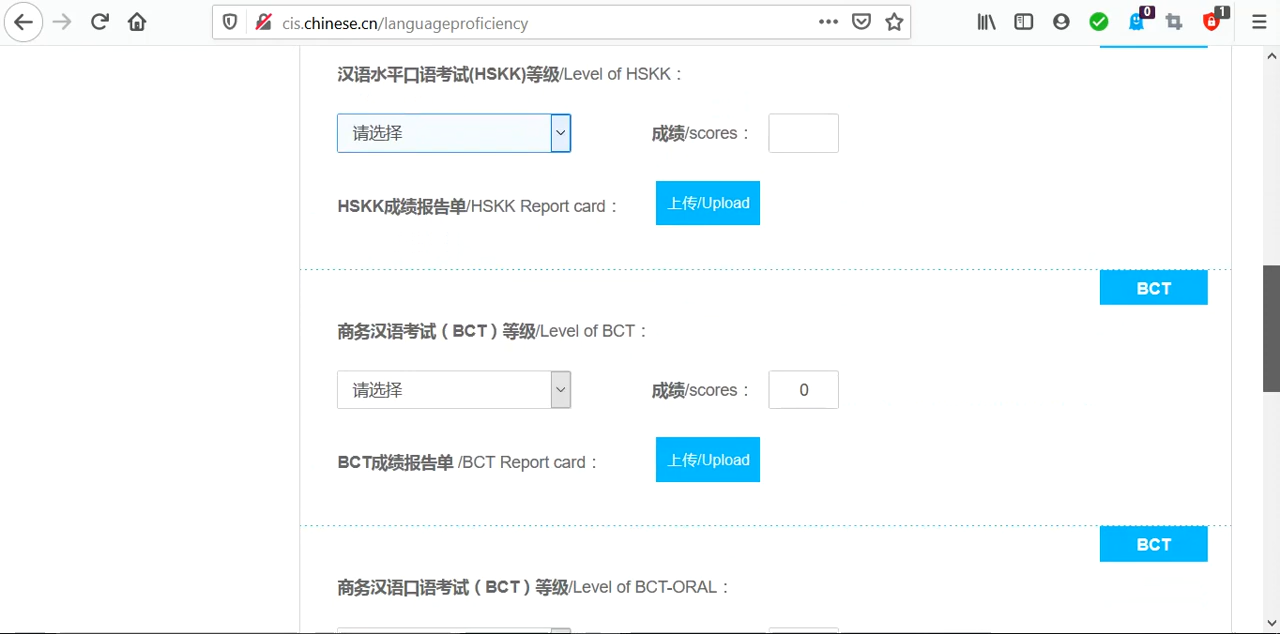 cis.chinese.cn/languageproficiency
0
1
汉语水平口语考试(HSKK)等级/Level of HSKK：
请选择
成绩/scores：
HSKK成绩报告单/HSKK Report card：
上传/Upload
BCT
商务汉语考试（BCT）等级/Level of BCT：
请选择
成绩/scores：
0
BCT成绩报告单 /BCT Report card：
上传/Upload
BCT
商务汉语口语考试（BCT）等级/Level of BCT-ORAL：